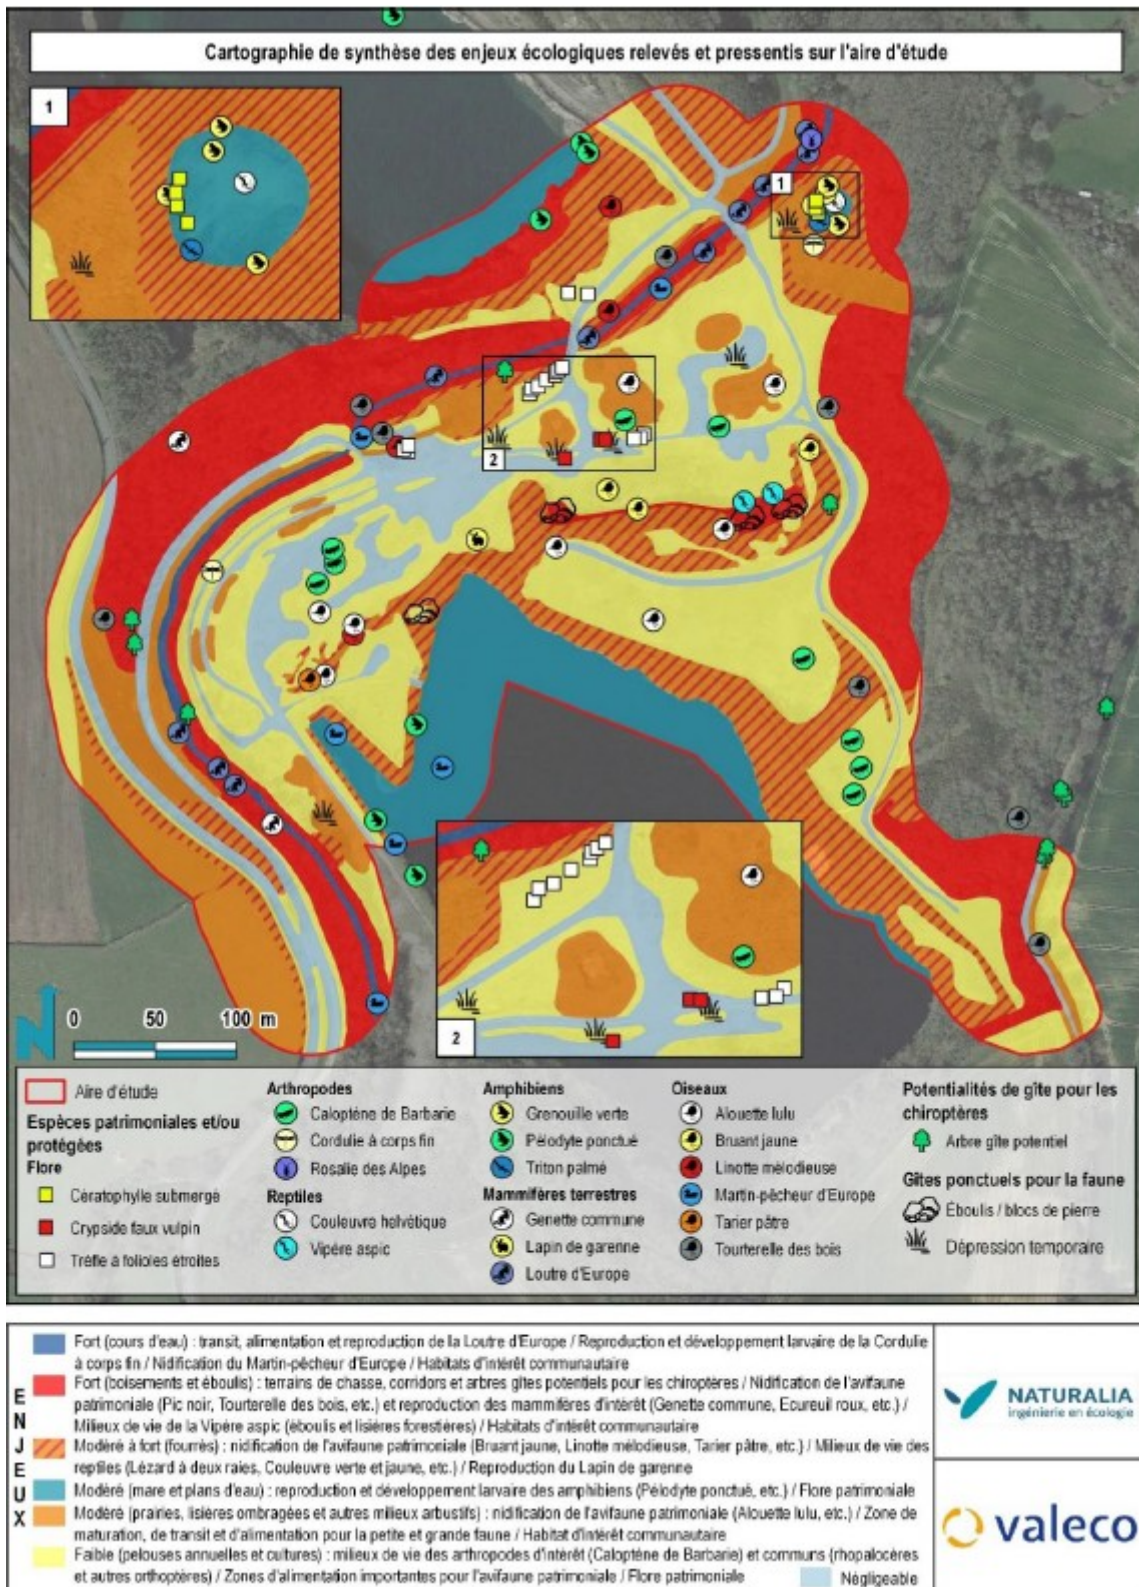 Cartographie de synthèse des enjeux écologiques relevés et pressentis sur l'aire d'étude
1
1
2
2
N
0 50 100 m
Aire d'étude
Espèces patrimoniales et/ou protégées
Flore
Cératophylle submergé
Crypside faux vulpin
Trèfle à folioles étroites
Arthropodes
Caloptène de Barbarie
Cordulie à corps fin
Rosalie des Alpes
Reptiles
Couleuvre helvétique
Vipère aspic
Amphibiens
Grenouille verte
Pélodyte ponctué
Triton palmé
Mammifères terrestres
Genette commune
Lapin de garenne
Loutre d'Europe
Oiseaux
Alouette lulu
Bruant jaune
Linotte mélodieuse
Martin-pêcheur d'Europe
Tarier pâtre
Tourterelle des bois
Potentialités de gîte pour les chiroptères
Arbre gîte potentiel
Gîtes ponctuels pour la faune
Éboulis / blocs de pierre
Dépression temporaire
ENJEUX
Fort (cours d'eau) : transit, alimentation et reproduction de la Loutre d'Europe / Reproduction et développement larvaire de la Cordulie
à corps fin / Nidification du Martin-pêcheur d'Europe / Habitats d'intérêt communautaire
Fort (boisements et éboulis) : terrains de chasse, corridors et arbres gîtes potentiels pour les chiroptères / Nidification de l'avifaune
patrimoniale (Pic noir, Tourterelle des bois, etc.) et reproduction des mammifères d'intérêt (Genette commune, Ecureuil roux, etc.) /
Milieux de vie de la Vipère aspic (éboulis et lisières forestières) / Habitats d'intérêt communautaire
Modéré à fort (fourrés) : nidification de l'avifaune patrimoniale (Bruant jaune, Linotte mélodieuse, Tarier pâtre, etc.) / Milieux de vie des
reptiles (Lézard à deux raies, Couleuvre verte et jaune, etc.) / Reproduction du Lapin de garenne
Modéré (mare et plans d'eau) : reproduction et développement larvaire des amphibiens (Pélodyte ponctué, etc.) / Flore patrimoniale
Modéré (prairies, lisières ombragées et autres milieux arbustifs) : nidification de l'avifaune patrimoniale (Alouette lulu, etc.) / Zone de
maturation, de transit et d'alimentation pour la petite et grande faune / Habitat d'intérêt communautaire
Faible (pelouses annuelles et cultures) : milieu de vie des arthropodes d'intérêt (Caloptène de Barbarie) et communs (rhopalocères
et autres orthoptères) / Zones d'alimentation importantes pour l'avifaune patrimoniale / Flore patrimoniale
Négligeable
NATURALIA
ingénierie en écologie
valeco